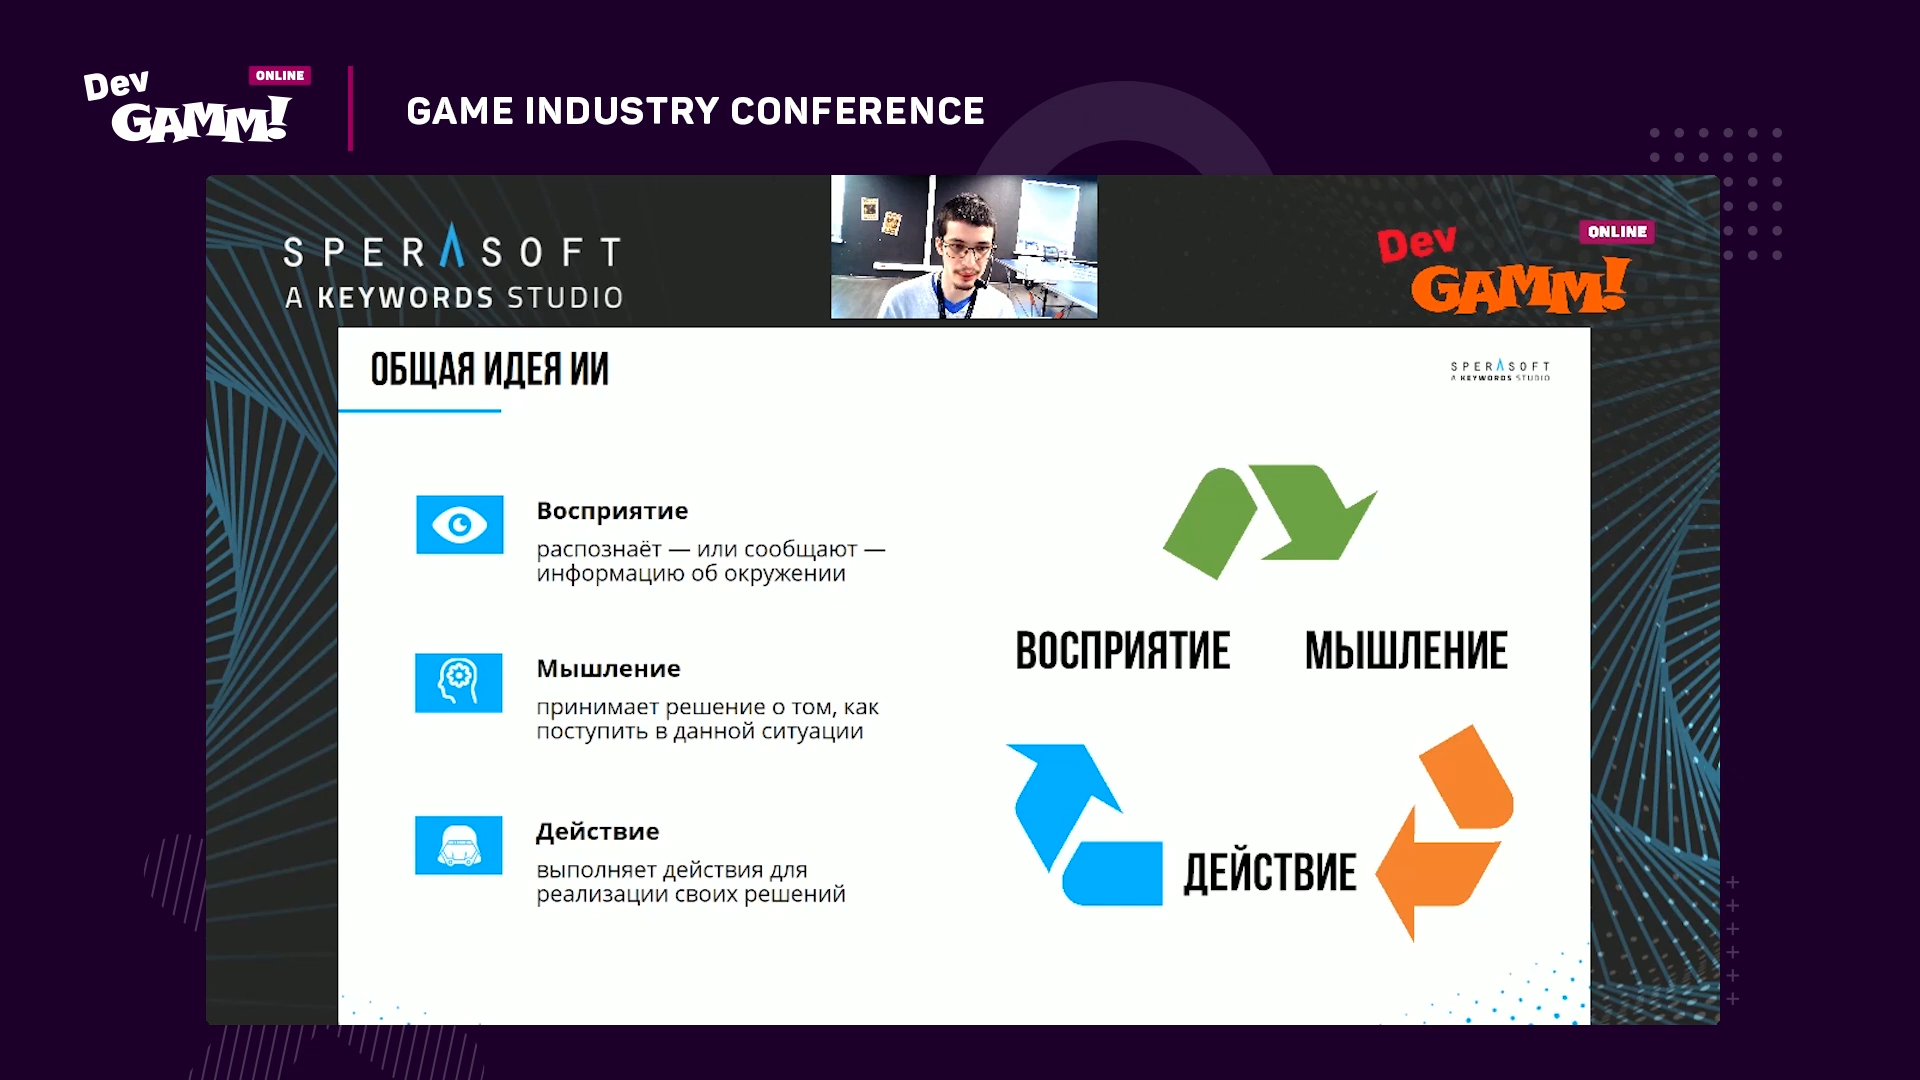 Dev
ONLINE
GAMM!
GAME INDUSTRY CONFERENCE
SPERASOFT
A KEYWORDS STUDIO
Dev
ONLINE
GAMM!
ОБЩАЯ ИДЕЯ ИИ
SPERASOFT
A KEYWORDS STUDIO
Восприятие
распознаёт — или сообщают —
информацию об окружении
Мышление
принимает решение о том, как
поступить в данной ситуации
Действие
выполняет действия для
реализации своих решений
ВОСПРИЯТИЕ
МЫШЛЕНИЕ
ДЕЙСТВИЕ